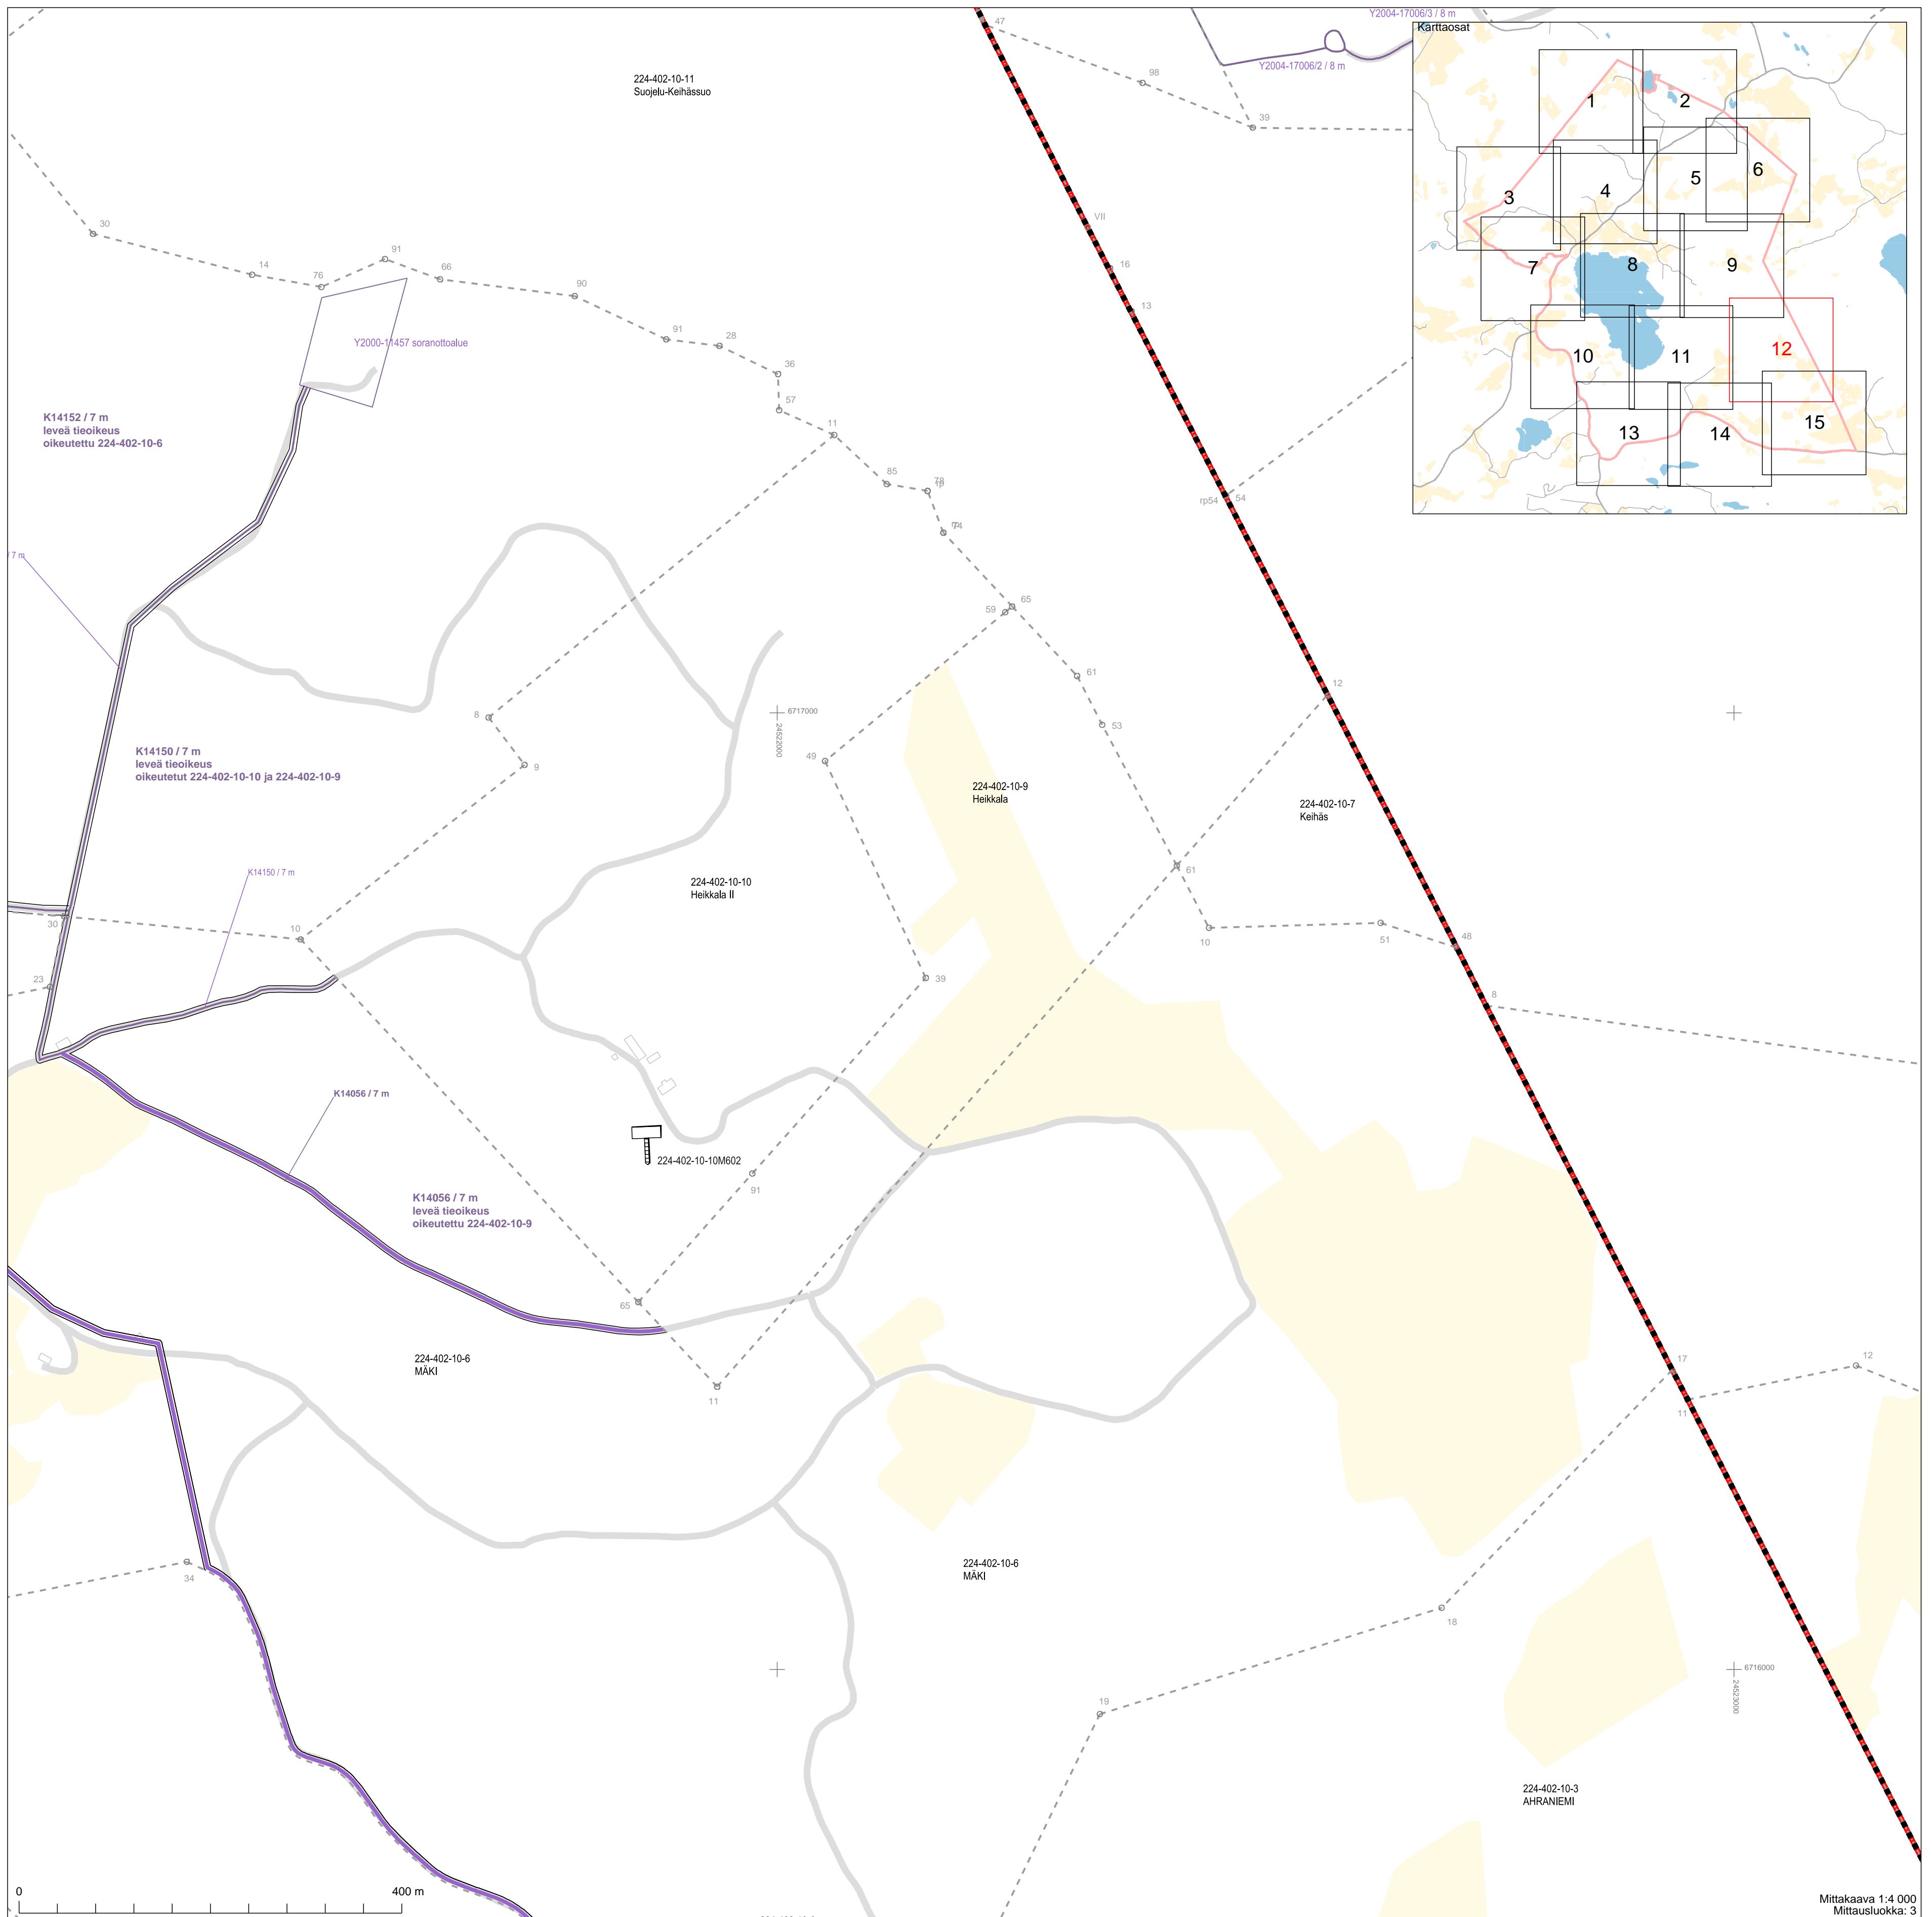 Y2004-17006/3 / 8 m
47
Karttaosat
Y2004-17006/2 / 8 m
224-402-10-11
Suojelu-Keihässuo
98
39
1
2
3
4
5
6
7
8
9
10
11
12
13
14
15
30
VII
91
14
76
66
16
90
13
91
28
Y2000-11457 soranottoalue
36
57
K14152 / 7 m
leveä tieoikeus
oikeutettu 224-402-10-6
11
85
78
rp54
54
74
/ 7 m
65
59
61
12
8
6717000
24522000
53
K14150 / 7 m
leveä tieoikeus
oikeutetut 224-402-10-10 ja 224-402-10-9
9
49
224-402-10-9
Heikkala
224-402-10-7
Keihäs
K14150 / 7 m
61
224-402-10-10
Heikkala II
30
10
10
51
48
23
39
8
K14056 / 7 m
224-402-10-10M602
91
K14056 / 7 m
leveä tieoikeus
oikeutettu 224-402-10-9
65
224-402-10-6
MÄKI
17
12
11
11
34
224-402-10-6
MÄKI
18
6716000
24523000
19
224-402-10-3
AHRANIEMI
0
400 m
Mittakaava 1:4 000
Mittausluokka: 3